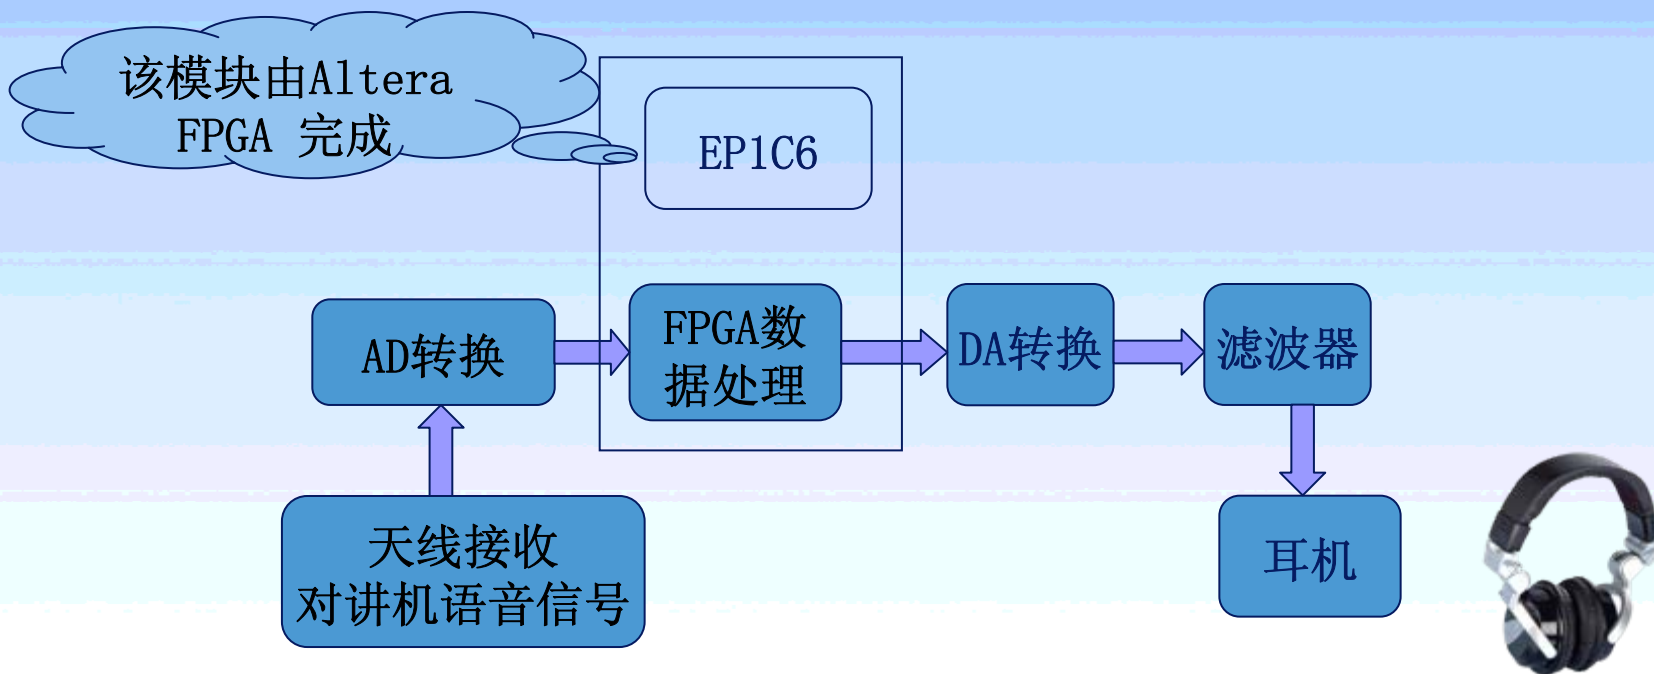 该模块由Altera
FPGA 完成
EP1C6
AD转换
FPGA数
据处理
DA转换
滤波器
天线接收
对讲机语音信号
耳机